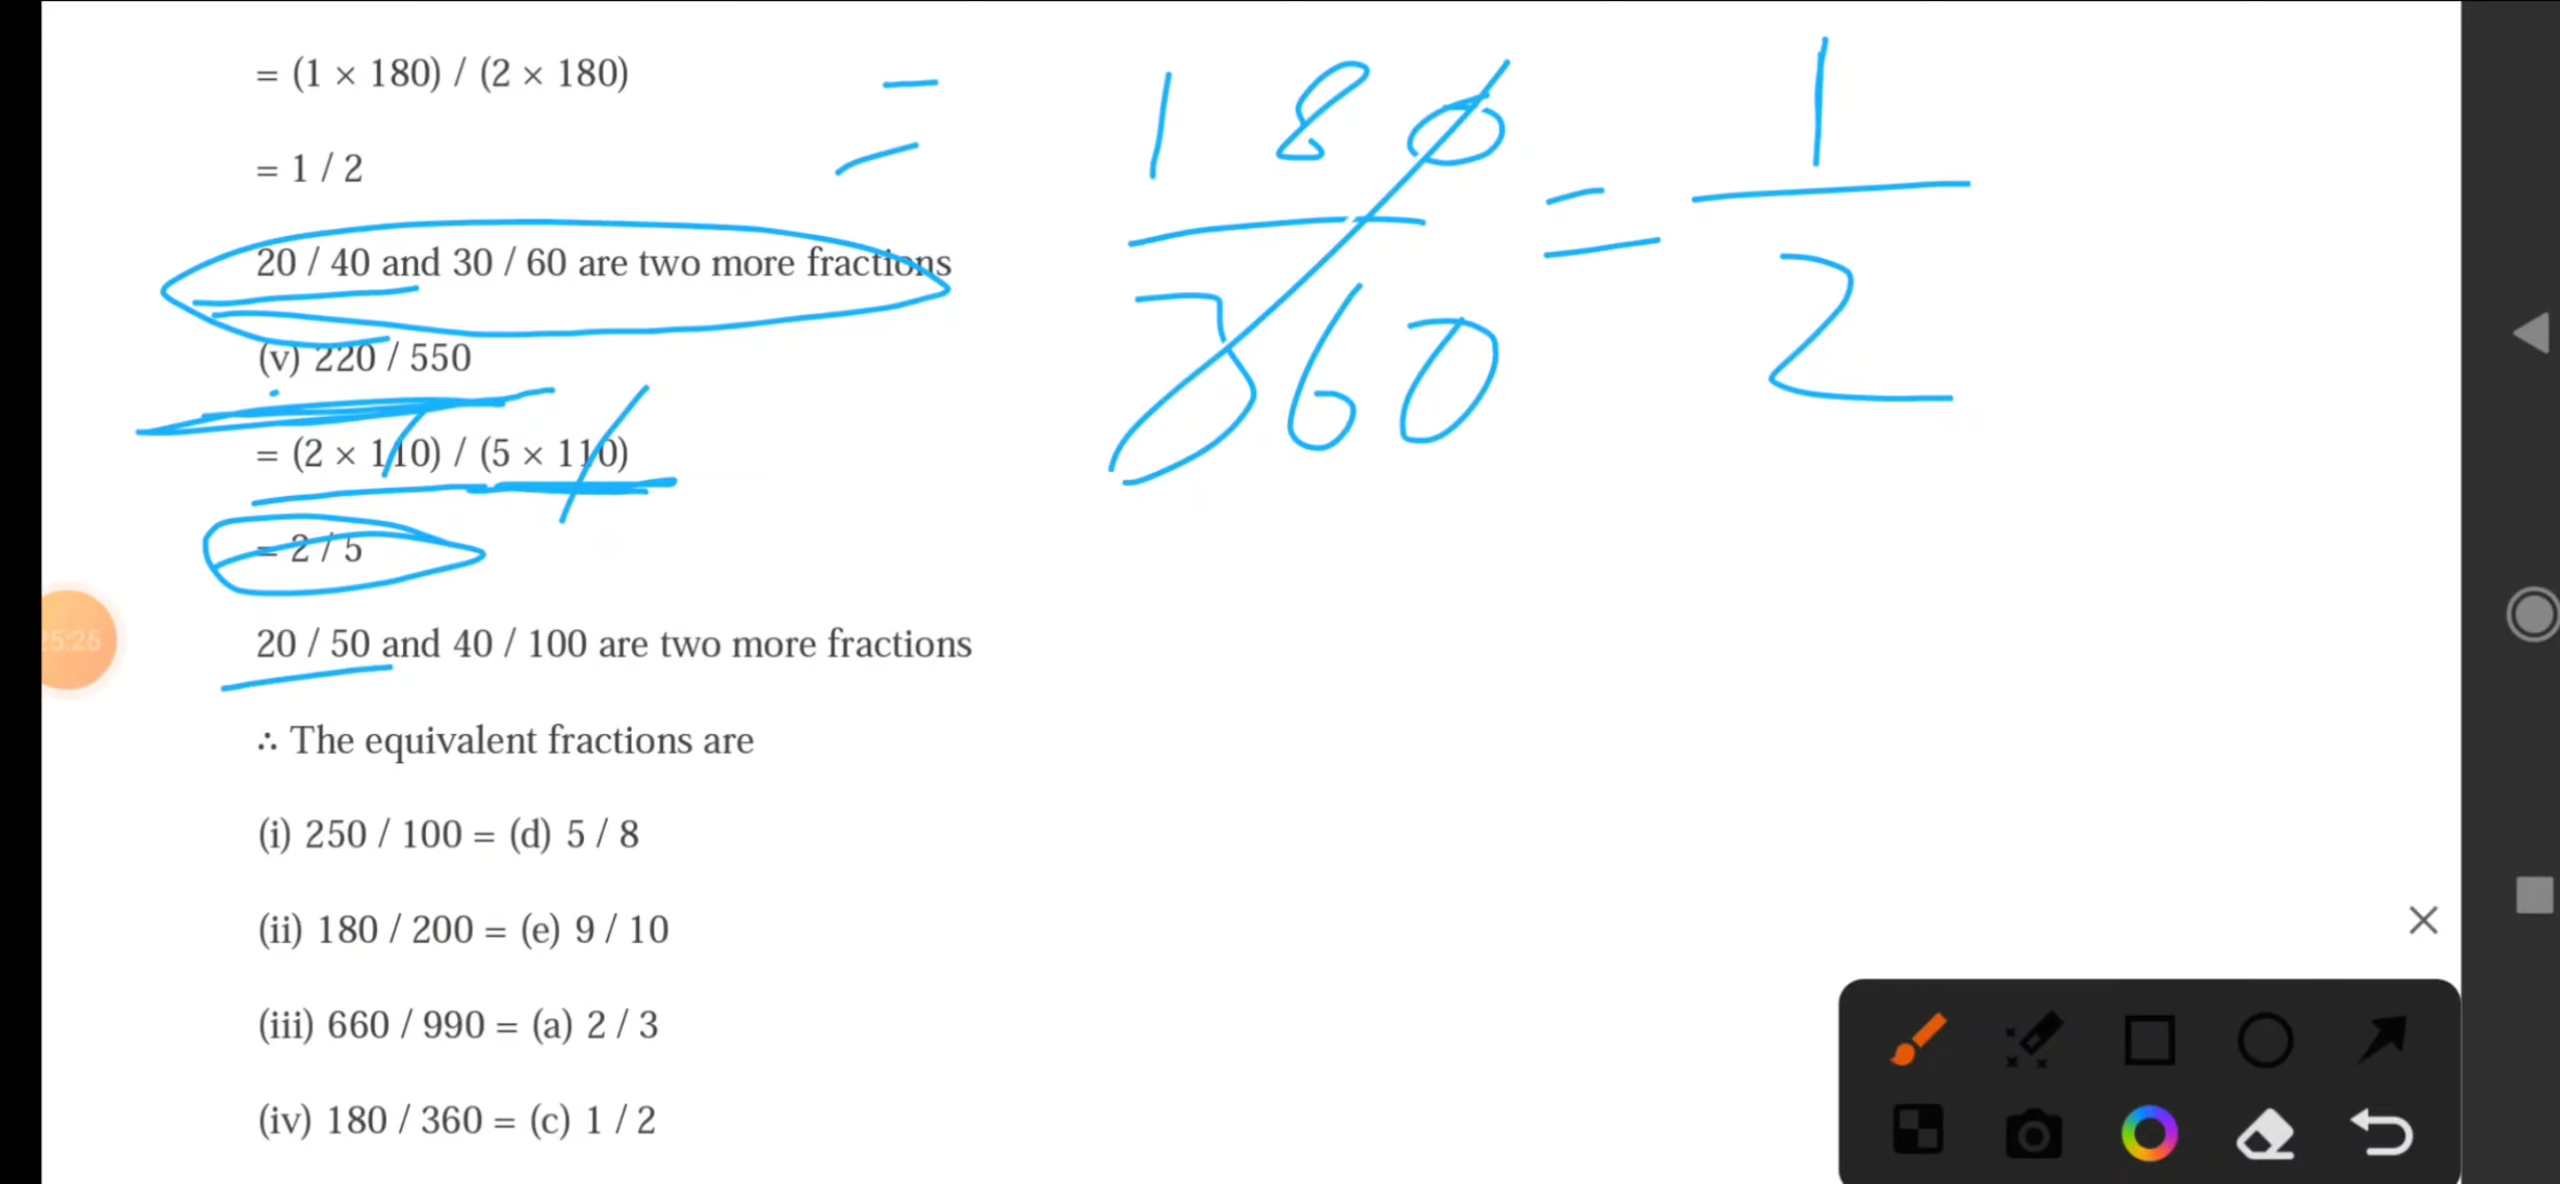 = (1 × 180) / (2 × 180)
= 1 / 2
20 / 40 and 30 / 60 are two more fractions
(v) 220 / 550
= (2 × 110) / (5 × 110)
= 2 / 5
20 / 50 and 40 / 100 are two more fractions
∴ The equivalent fractions are
(i) 250 / 100 = (d) 5 / 8
(ii) 180 / 200 = (e) 9 / 10
(iii) 660 / 990 = (a) 2 / 3
(iv) 180 / 360 = (c) 1 / 2
= 180 / 360 = 1 / 2